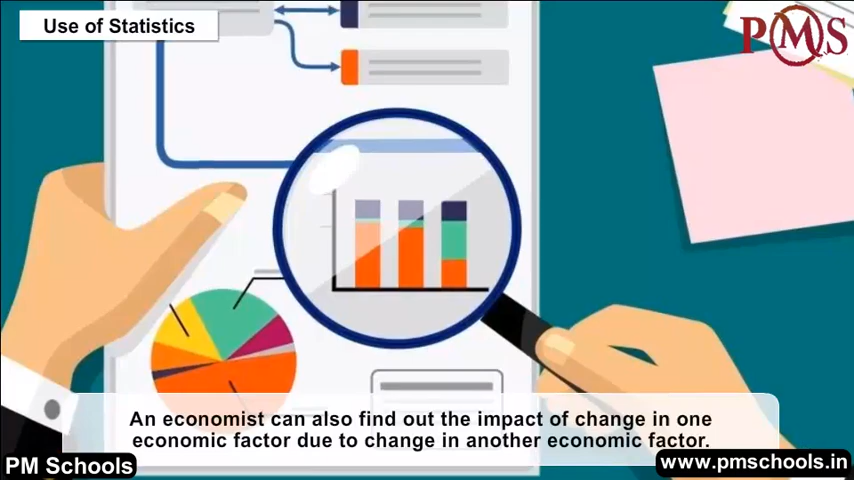 Use of Statistics
PMS
An economist can also find out the impact of change in one
economic factor due to change in another economic factor.
PM Schools
www.pmschools.in